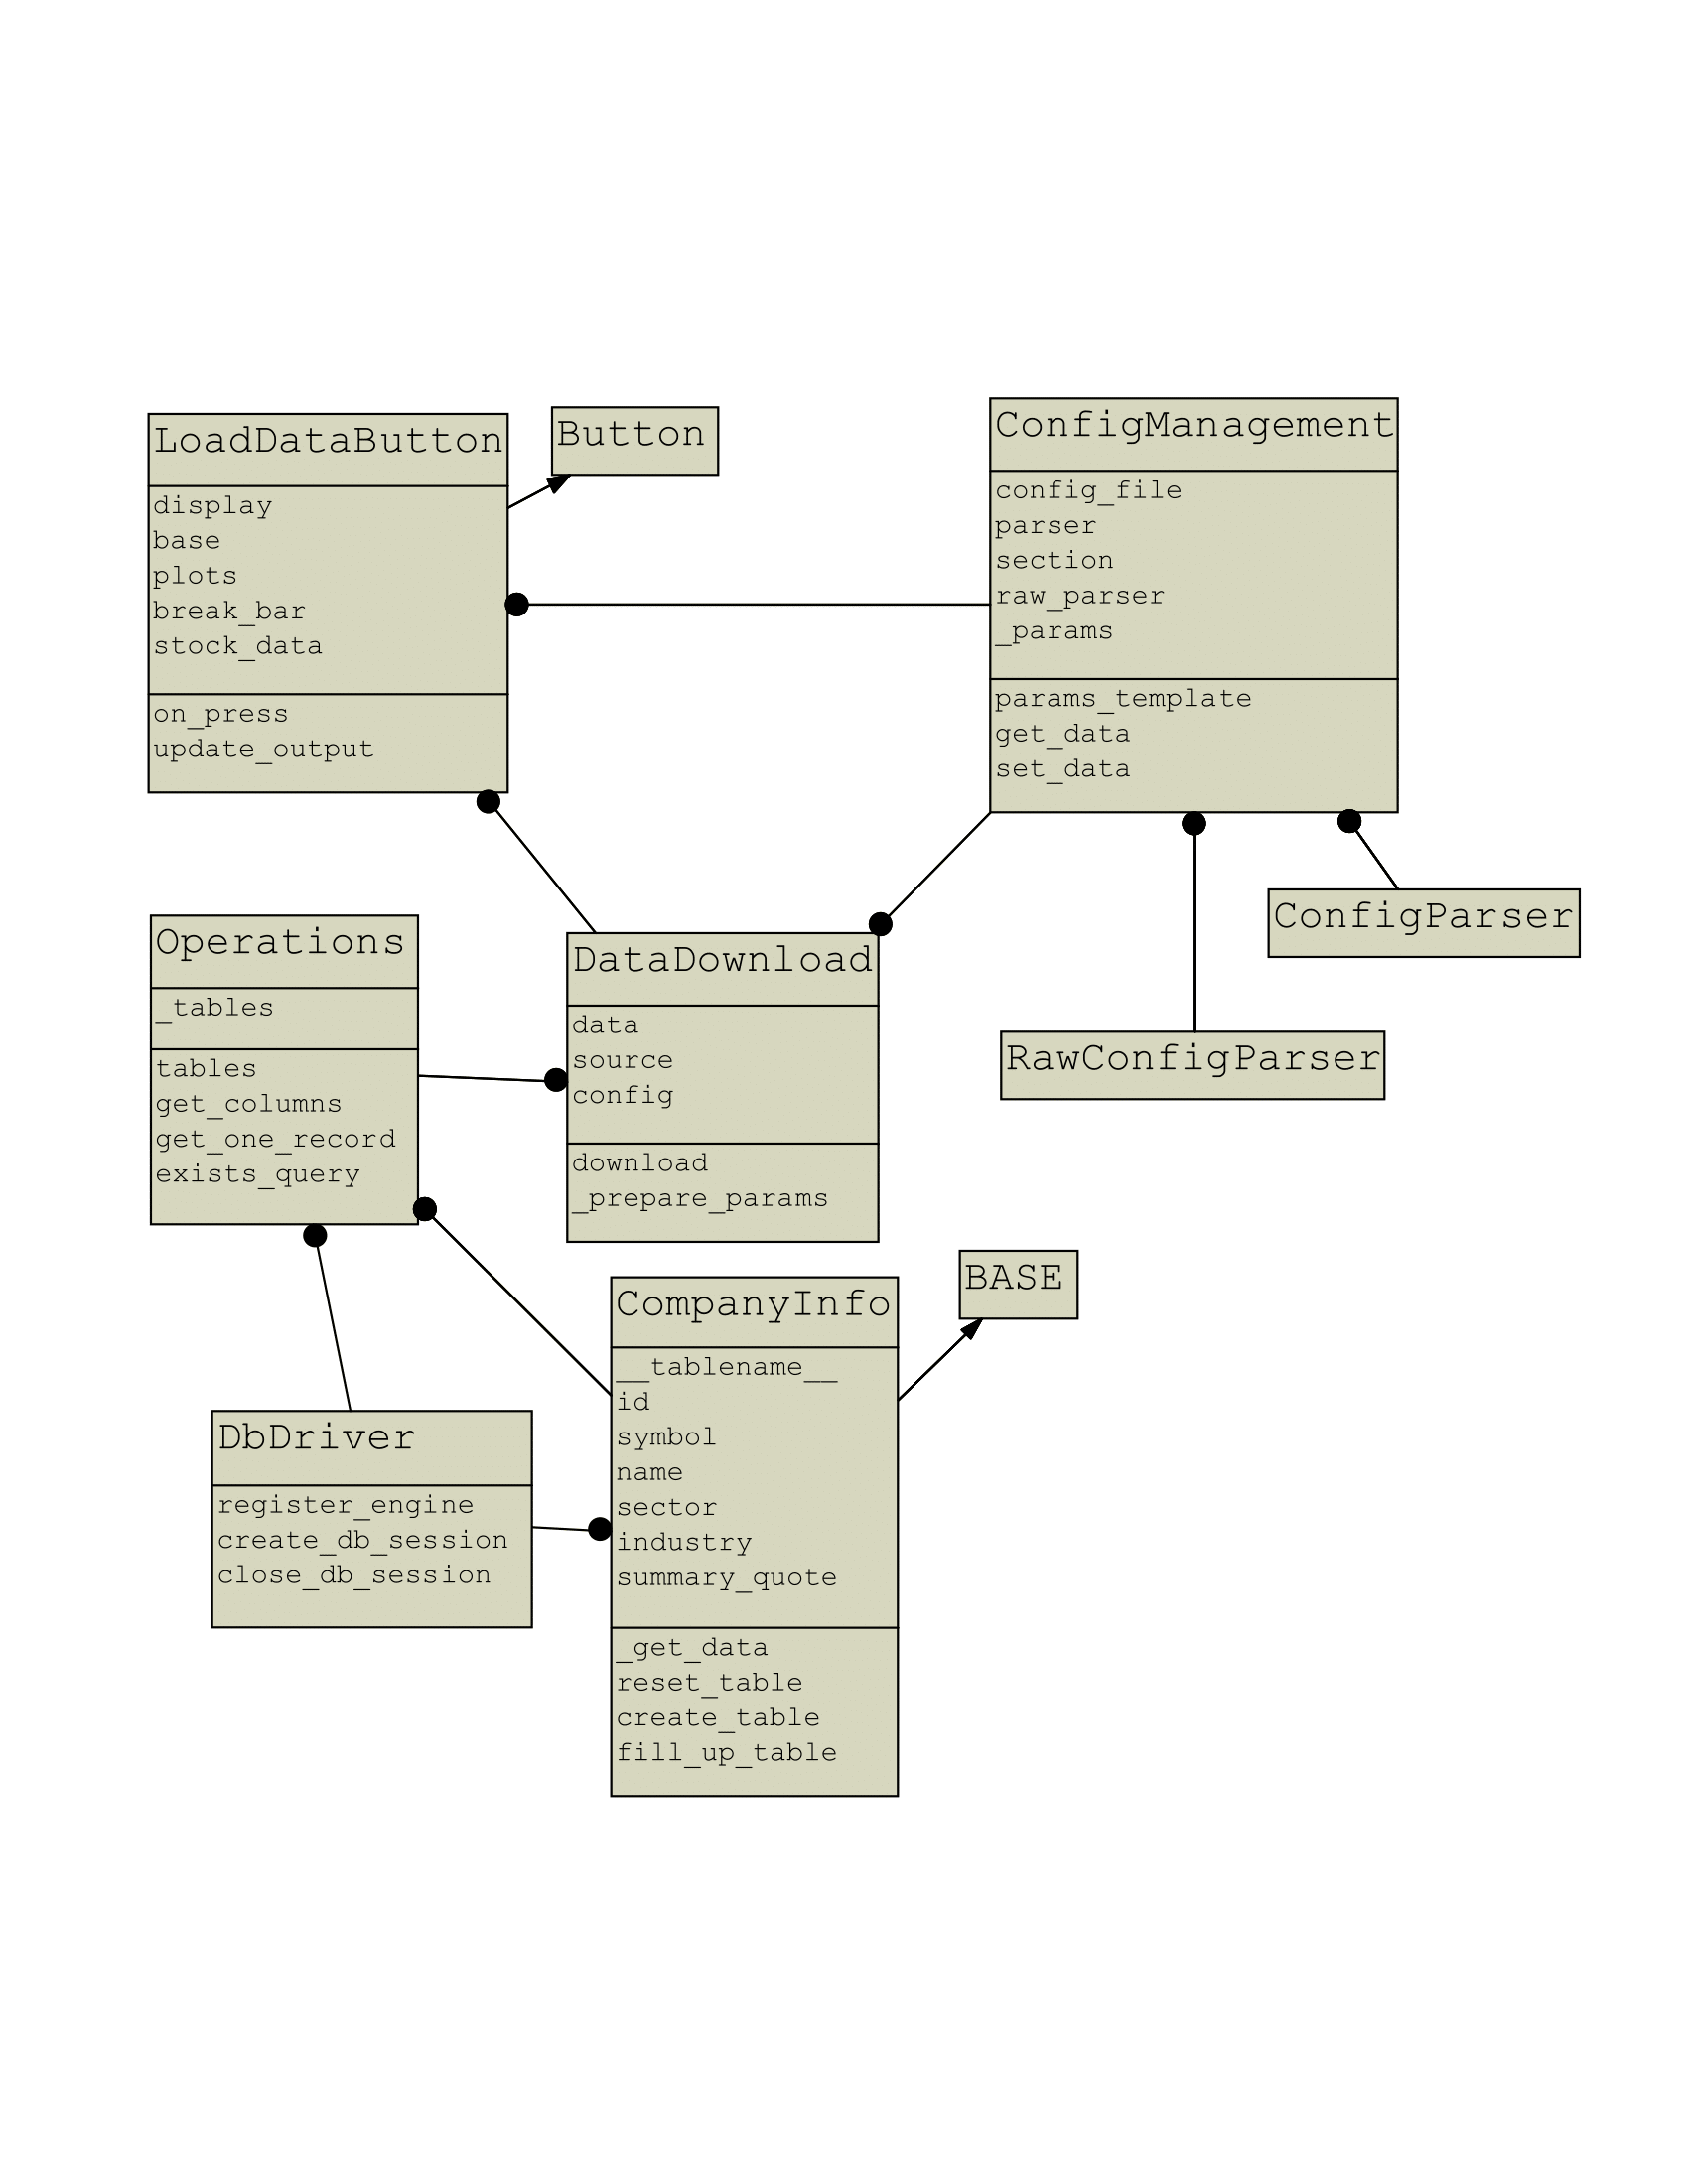 LoadDataButton
display
base
plots
break_bar
stock_data
on_press
update_output
Button
ConfigManagement
config_file
parser
section
raw_parser
_params
params_template
get_data
set_data
ConfigParser
RawConfigParser
Operations
_tables
tables
get_columns
get_one_record
exists_query
DataDownload
data
source
config
download
_prepare_params
BASE
CompanyInfo
__tablename__
id
symbol
name
sector
industry
summary_quote
_get_data
reset_table
create_table
fill_up_table
DbDriver
register_engine
create_db_session
close_db_session